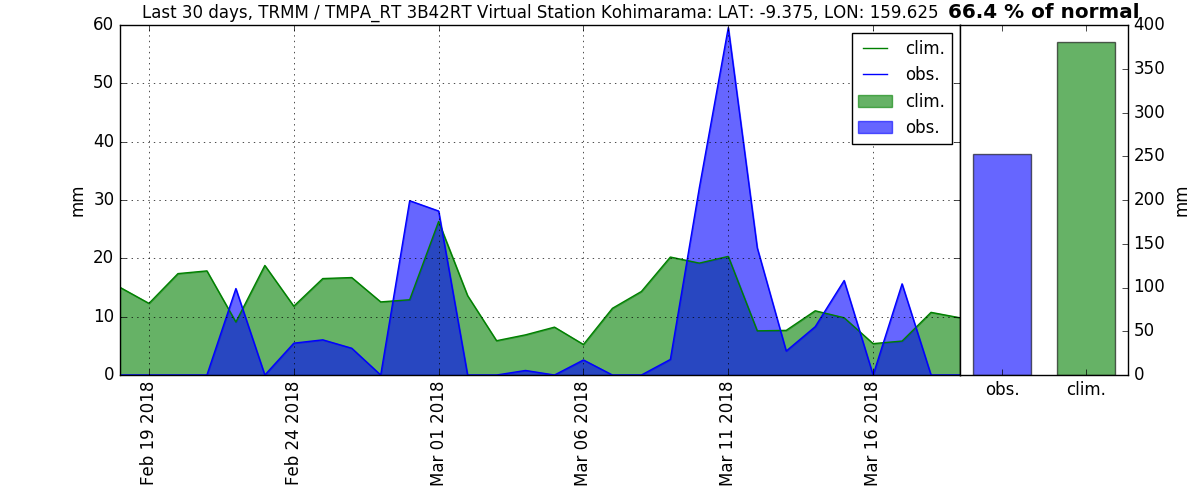 Last 30 days, TRMM / TMPA_RT 3B42RT Virtual Station Kohimarama: LAT: -9.375, LON: 159.625 66.4 % of normal
60
50
40
30
20
10
0
mm
clim.
obs.
clim.
obs.
400
350
300
250
200
150
100
50
0
mm
Feb 19 2018
Feb 24 2018
Mar 01 2018
Mar 06 2018
Mar 11 2018
Mar 16 2018
obs. clim.